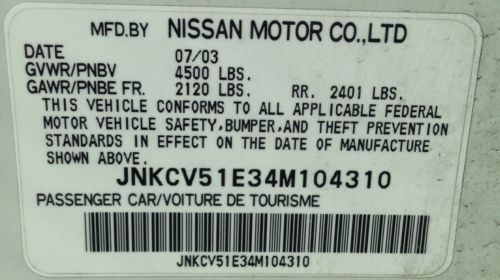 MFD.BY NISSAN MOTOR CO.,LTD
DATE 07/03
GVWR/PNBV 4500 LBS.
GAWR/PNBE FR. 2120 LBS. RR. 2401 LBS.
THIS VEHICLE CONFORMS TO ALL APPLICABLE FEDERAL
MOTOR VEHICLE SAFETY,BUMPER,AND THEFT PREVENTION
STANDARDS IN EFFECT ON THE DATE OF MANUFACTURE
SHOWN ABOVE.
JNKCV51E34M104310
PASSENGER CAR/VOITURE DE TOURISME
JNKCV51E34M104310